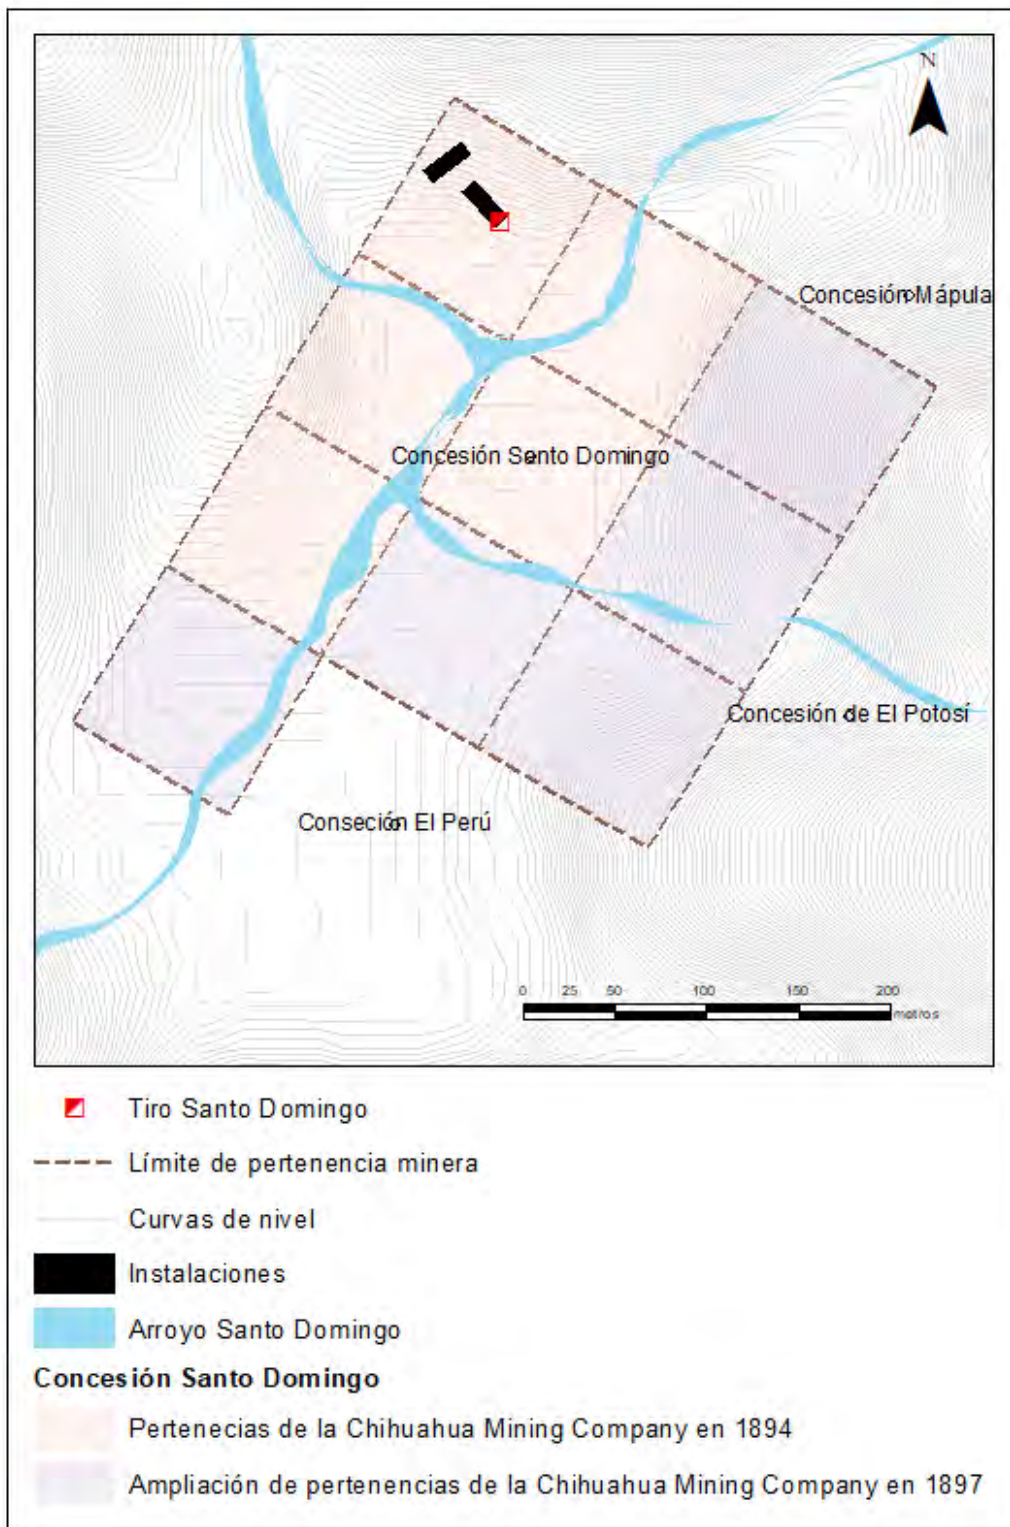 N
Concesión Mápula
Concesión Santo Domingo
Concesión de El Potosí
Conseción El Perú
0 25 50 100 150 200
metros
Tiro Santo Domingo
Límite de pertenencia minera
Curvas de nivel
Instalaciones
Arroyo Santo Domingo
Concesión Santo Domingo
Pertenecias de la Chihuahua Mining Company en 1894
Ampliación de pertenencias de la Chihuahua Mining Company en 1897